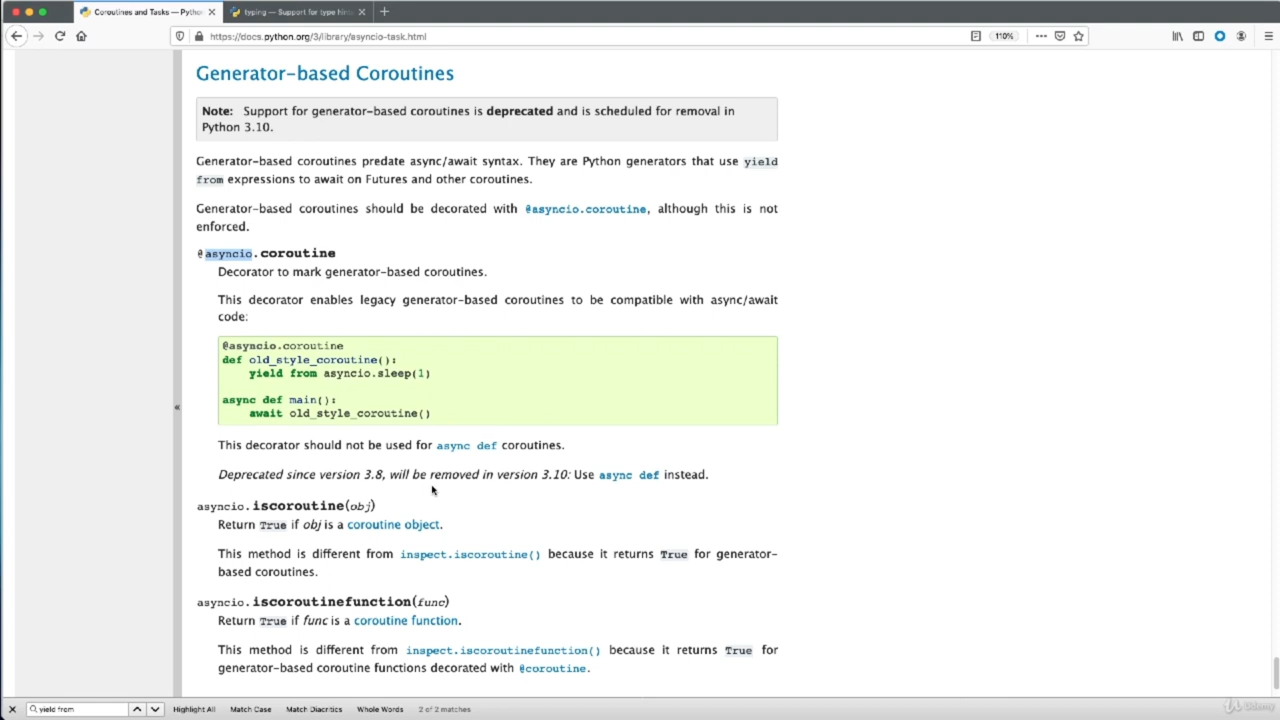 Coroutines and Tasks — Pytho
typing — Support for type hin
https://docs.python.org/3/library/asyncio-task.html
110%
Generator-based Coroutines
Note: Support for generator-based coroutines is deprecated and is scheduled for removal in
Python 3.10.
Generator-based coroutines predate async/await syntax. They are Python generators that use yield
from expressions to await on Futures and other coroutines.
Generator-based coroutines should be decorated with @asyncio.coroutine, although this is not
enforced.
@asyncio.coroutine
Decorator to mark generator-based coroutines.
This decorator enables legacy generator-based coroutines to be compatible with async/await
code:
@asyncio.coroutine
def old_style_coroutine():
yield from asyncio.sleep(1)
async def main():
await old_style_coroutine()
This decorator should not be used for async def coroutines.
Deprecated since version 3.8, will be removed in version 3.10: Use async def instead.
asyncio.iscoroutine(obj)
Return True if obj is a coroutine object.
This method is different from inspect.iscoroutine() because it returns True for generator-
based coroutines.
asyncio.iscoroutinefunction(func)
Return True if func is a coroutine function.
This method is different from inspect.iscoroutinefunction() because it returns True for
generator-based coroutine functions decorated with @coroutine.
yield from
Highlight All
Match Case
Match Diacritics
Whole Words
2 of 2 matches
Udemy